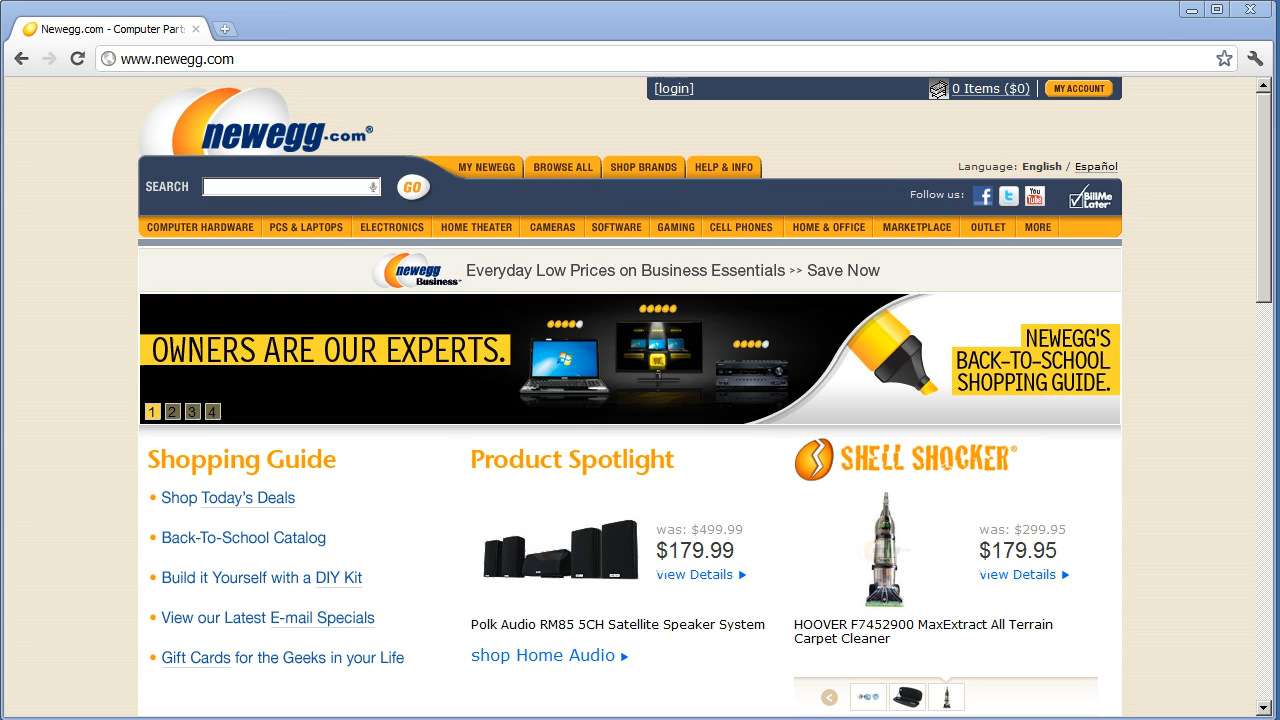 Newegg.com - Computer Part
www.newegg.com
[login]
0 Items ($0)
MY ACCOUNT
newegg.com®
MY NEWEGG
BROWSE ALL
SHOP BRANDS
HELP & INFO
Language: English / Español
SEARCH
GO
Follow us:
f
t
You Tube
BillMe Later
COMPUTER HARDWARE
PCS & LAPTOPS
ELECTRONICS
HOME THEATER
CAMERAS
SOFTWARE
GAMING
CELL PHONES
HOME & OFFICE
MARKETPLACE
OUTLET
MORE
newegg Business
Everyday Low Prices on Business Essentials >> Save Now
OWNERS ARE OUR EXPERTS.
NEWEGG'S
BACK-TO-SCHOOL
SHOPPING GUIDE.
1 2 3 4
Shopping Guide
• Shop Today's Deals
• Back-To-School Catalog
• Build it Yourself with a DIY Kit
• View our Latest E-mail Specials
• Gift Cards for the Geeks in your Life
Product Spotlight
was: $499.99
$179.99
View Details
Polk Audio RM85 5CH Satellite Speaker System
shop Home Audio
SHELL SHOCKER®
was: $299.95
$179.95
View Details
HOOVER F7452900 MaxExtract All Terrain
Carpet Cleaner